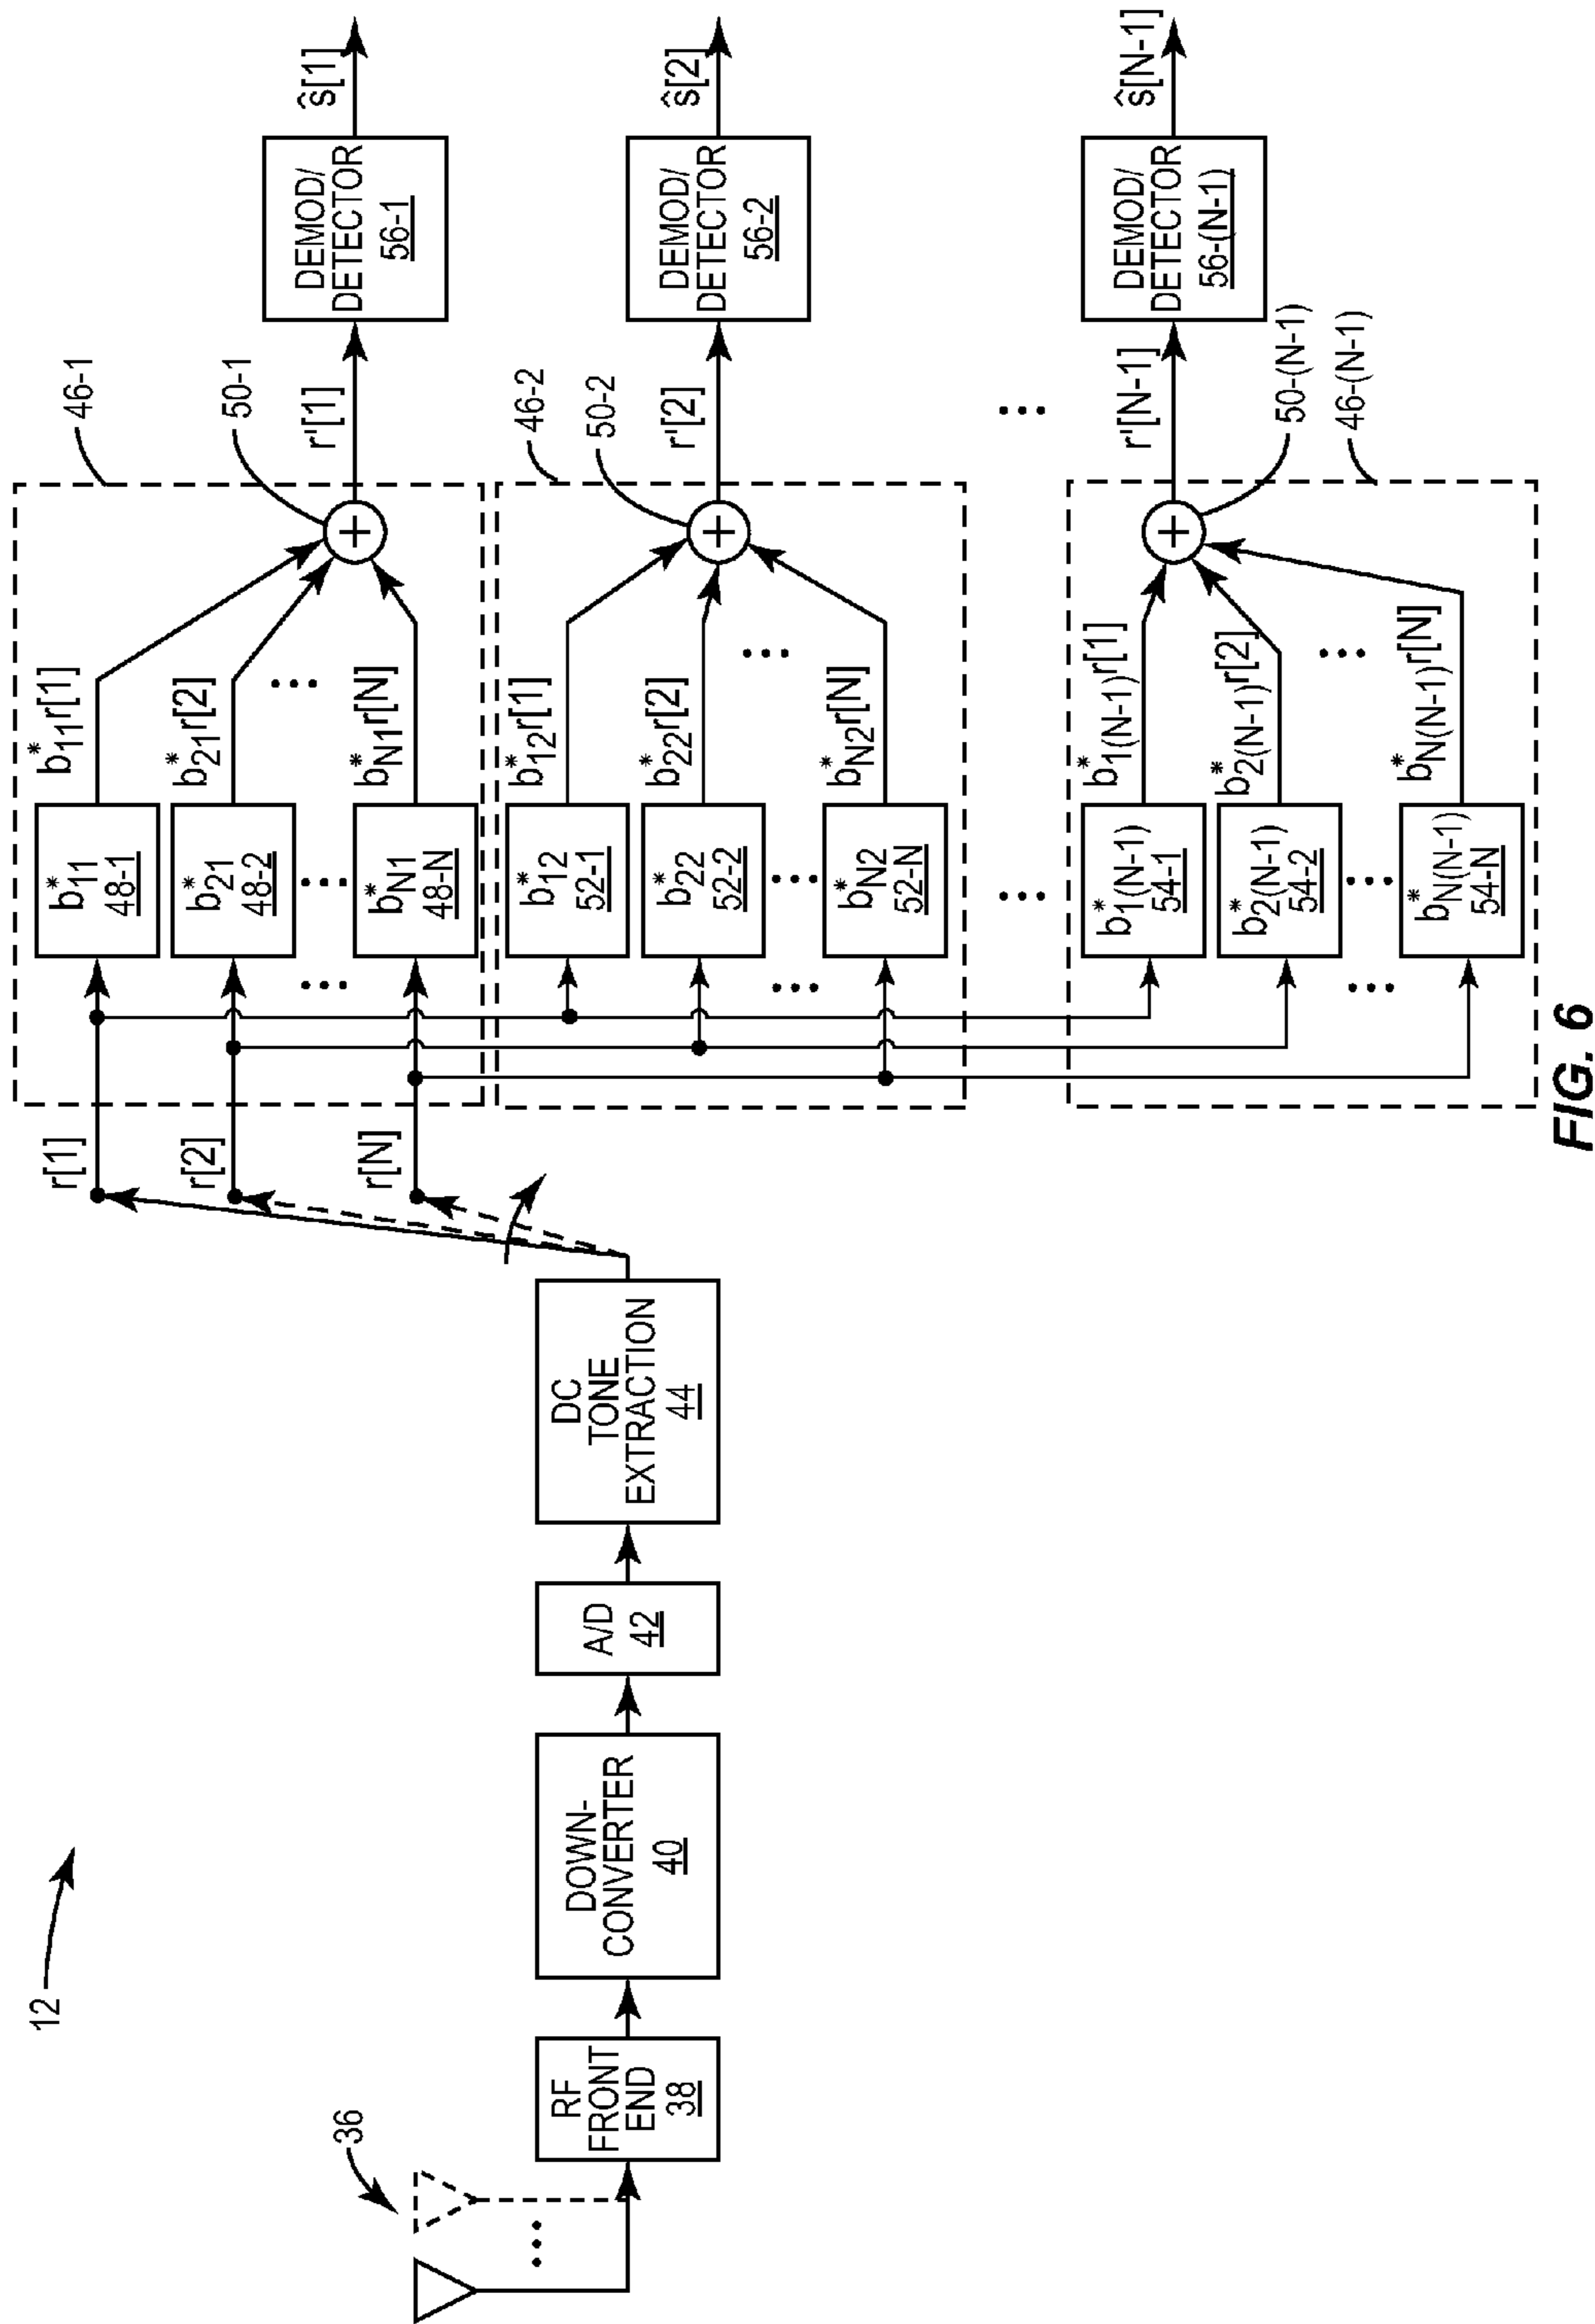 12
36
RF
FRONT
END
38
DOWN-
CONVERTER
40
A/D
42
DC
TONE
EXTRACTION
44
r[1]
r[2]
r[N]
b*11
48-1
b*21
48-2
...
b*N1
48-N
...
b*11r[1]
b*21r[2]
...
b*N1r[N]
46-1
50-1
r'[1]
DEMOD/
DETECTOR
56-1
ŝ[1]
b*12
52-1
b*22
52-2
...
b*N2
52-N
...
b*12r[1]
b*22r[2]
...
b*N2r[N]
46-2
50-2
r'[2]
DEMOD/
DETECTOR
56-2
ŝ[2]
...
...
b*1(N-1)
54-1
b*2(N-1)
54-2
...
b*N(N-1)
54-N
...
b*1(N-1)r[1]
b*2(N-1)r[2]
...
b*N(N-1)r[N]
r'[N-1]
50-(N-1)
46-(N-1)
DEMOD/
DETECTOR
56-(N-1)
ŝ[N-1]
FIG. 6